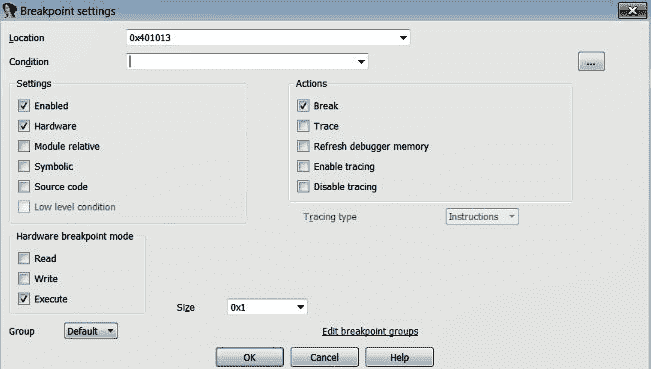 Breakpoint settings
Location 0x401013
Condition ...
Settings Actions
Enabled Break
Hardware Trace
Module relative Refresh debugger memory
Symbolic Enable tracing
Source code Disable tracing
Low level condition Tracing type Instructions
Hardware breakpoint mode
Read
Write
Execute Size 0x1
Group Default Edit breakpoint groups
OK Cancel Help